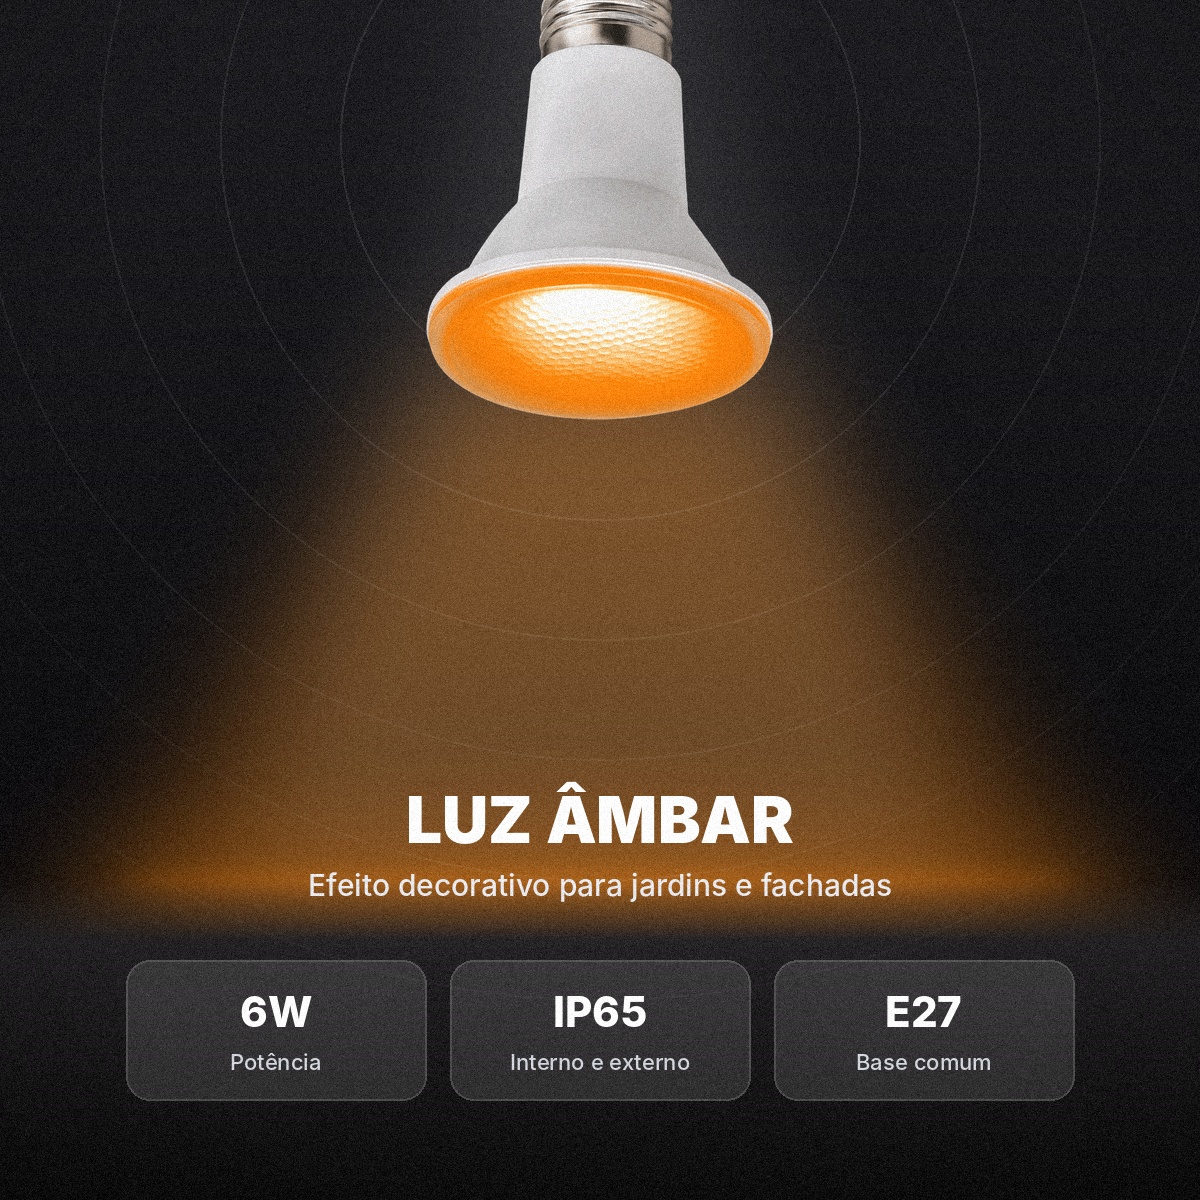 LUZ ÂMBAR
Efeito decorativo para jardins e fachadas
6W
Potência
IP65
Interno e externo
E27
Base comum